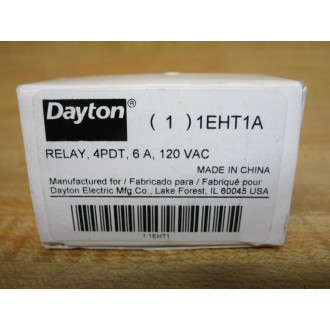 Dayton® ( 1 ) 1EHT1A
RELAY, 4PDT, 6 A, 120 VAC
MADE IN CHINA
Manufactured for / Fabricado para / Fabriqué pour
Dayton Electric Mfg.Co., Lake Forest, IL 60045 USA
1 1EHT1